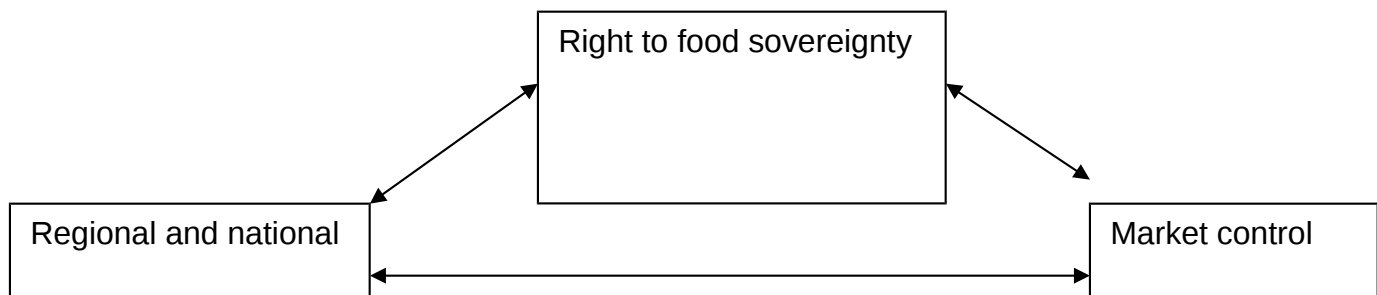 Right to food sovereignty
Regional and national
Market control